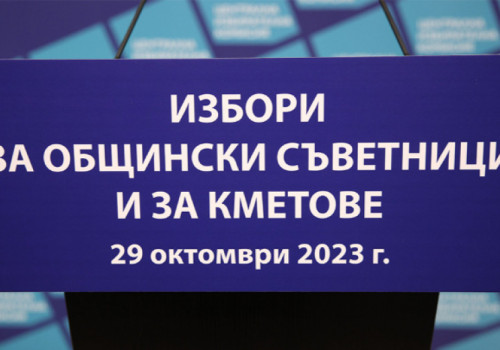 ИЗБОРИ
ЗА ОБЩИНСКИ СЪВЕТНИЦИ
И ЗА КМЕТОВЕ
29 октомври 2023 г.